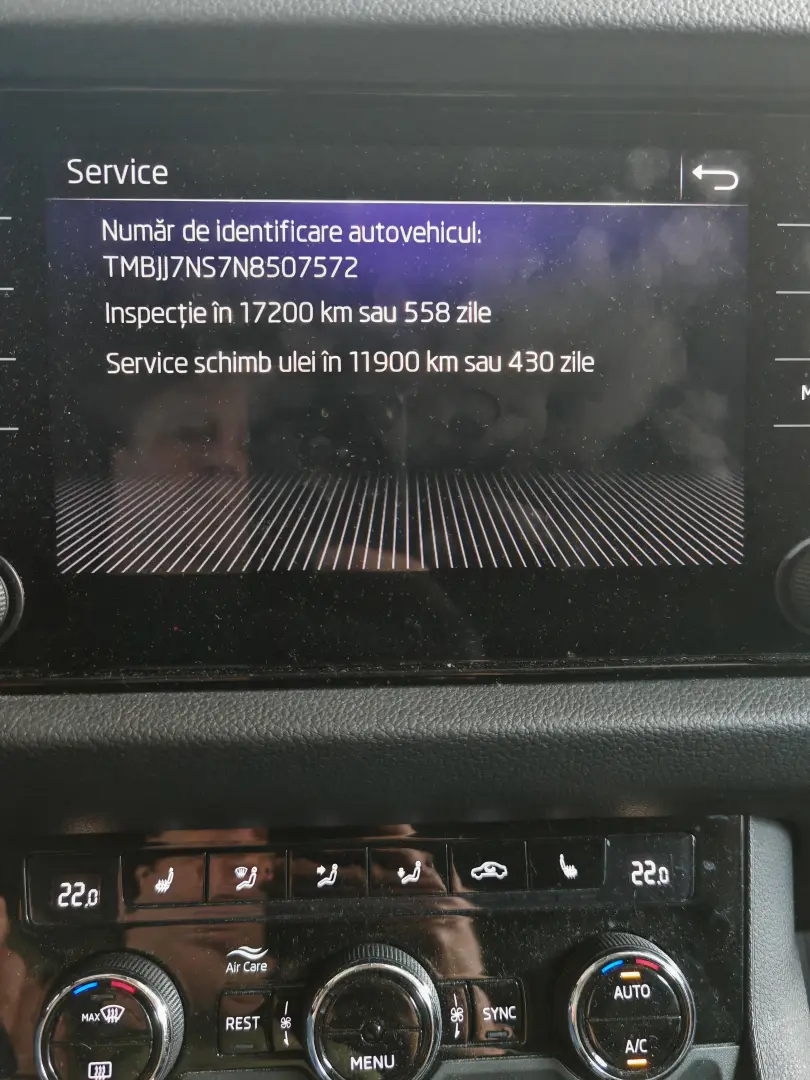 Service
Număr de identificare autovehicul:
TMBJJ7NS7N8507572
Inspecție în 17200 km sau 558 zile
Service schimb ulei în 11900 km sau 430 zile
M
22.0
22.0
Air Care
MAX
REST
SYNC
AUTO
MENU
A/C